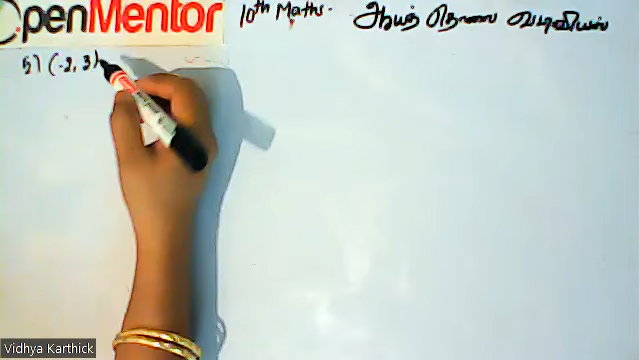 OpenMentor
10th Maths.
ஆயத் தொலை வடிவியல்
5) (-2, 3)
Vidhya Karthick